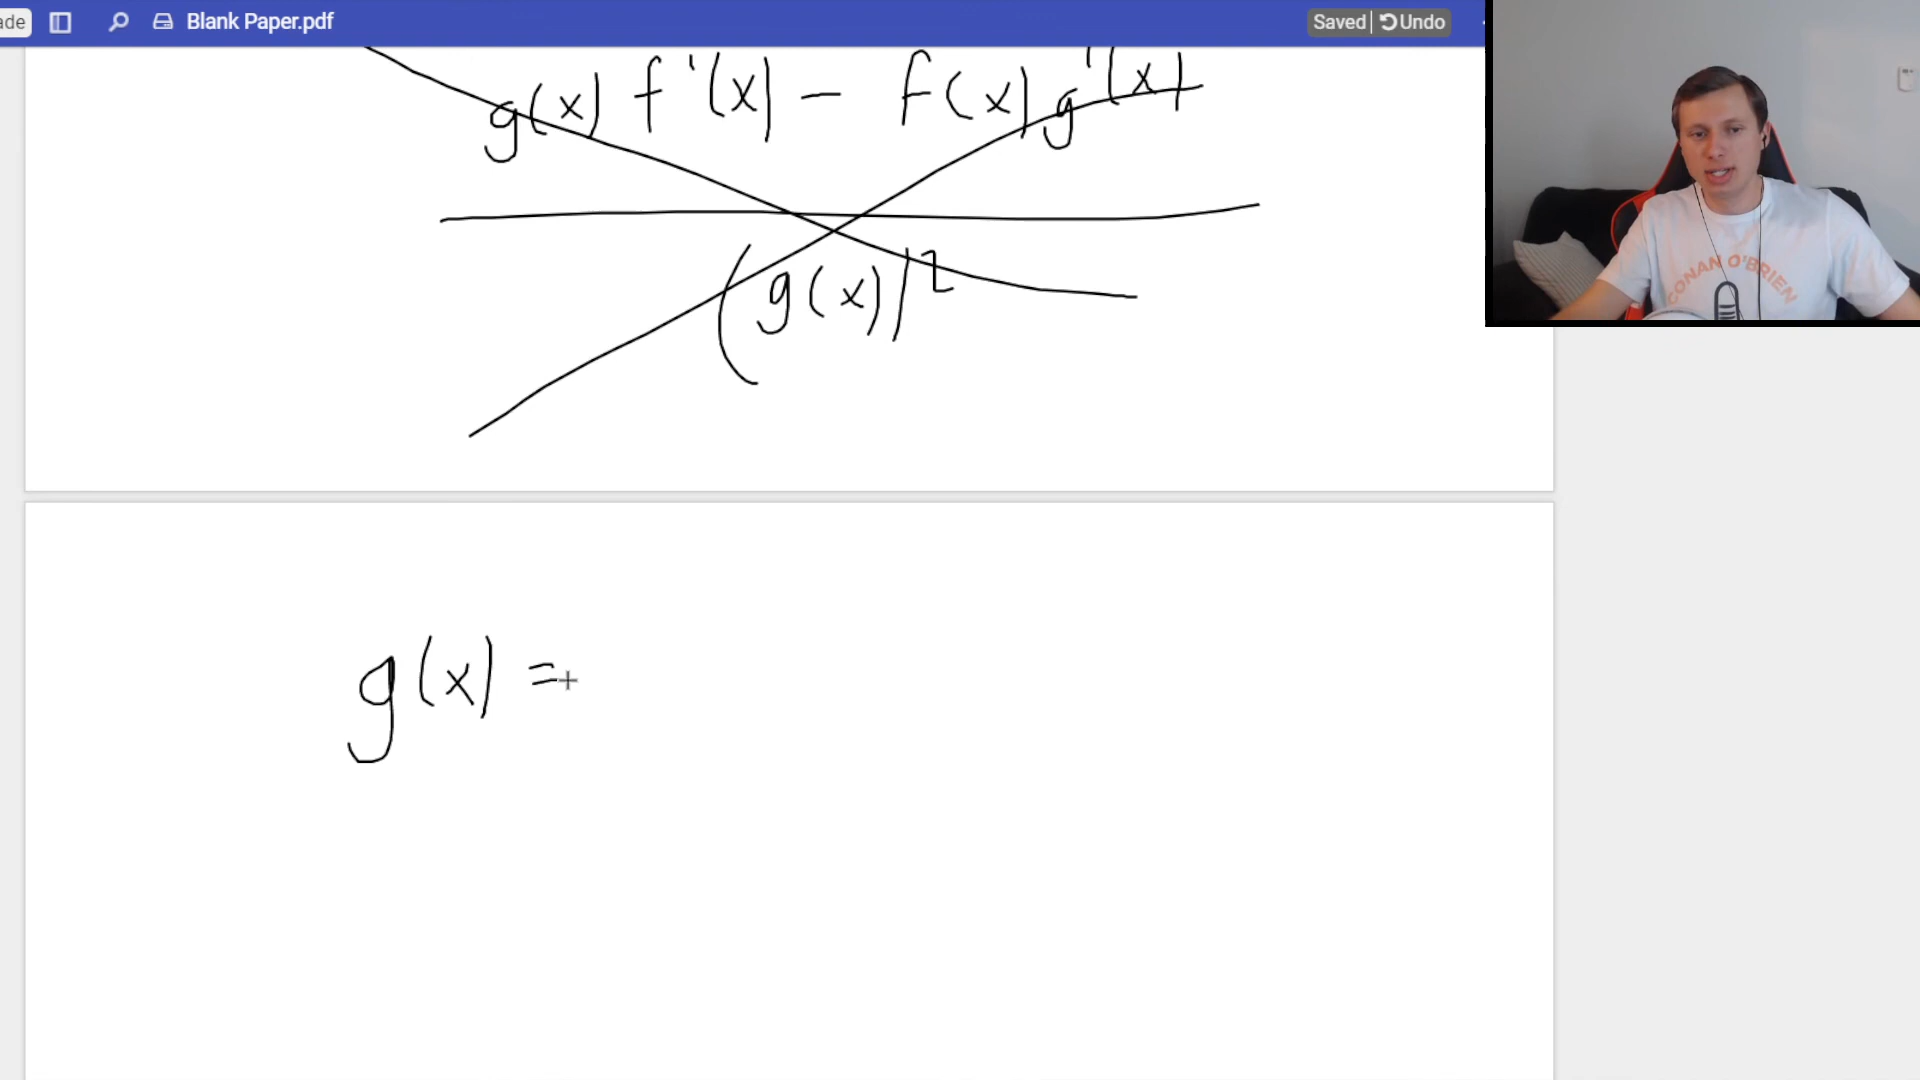 ade
Blank Paper.pdf
Saved
Undo
g(x) f'(x) - f(x) g'(x)
(g(x))²
g(x) =
CONAN O'BRIEN